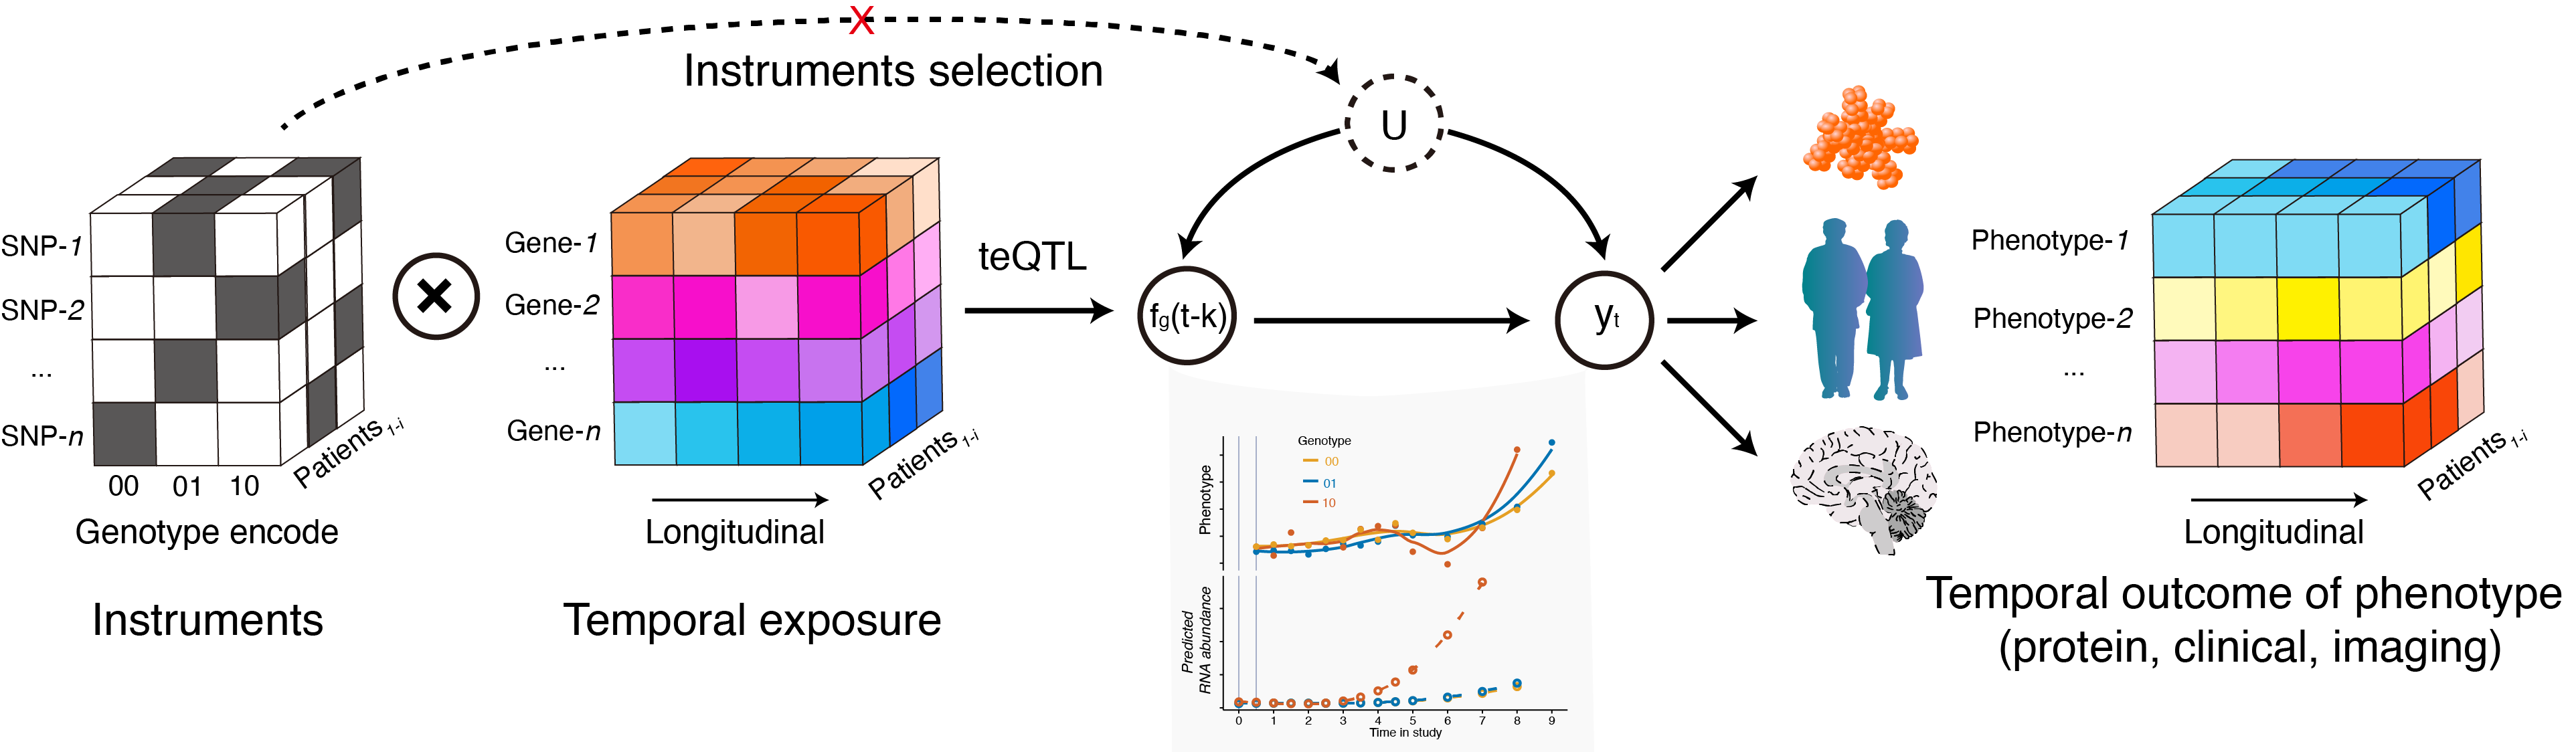 X
Instruments selection
U
SNP-1
SNP-2
...
SNP-n
00 01 10
Patients 1-i
Genotype encode
Instruments
Gene-1
Gene-2
...
Gene-n
Patients 1-i
Longitudinal
Temporal exposure
teQTL
fg(t-k)
yt
Genotype
00
01
10
Phenotype
Predicted
RNA abundance
0 1 2 3 4 5 6 7 8 9
Time in study
Phenotype-1
Phenotype-2
...
Phenotype-n
Patients 1-i
Longitudinal
Temporal outcome of phenotype
(protein, clinical, imaging)